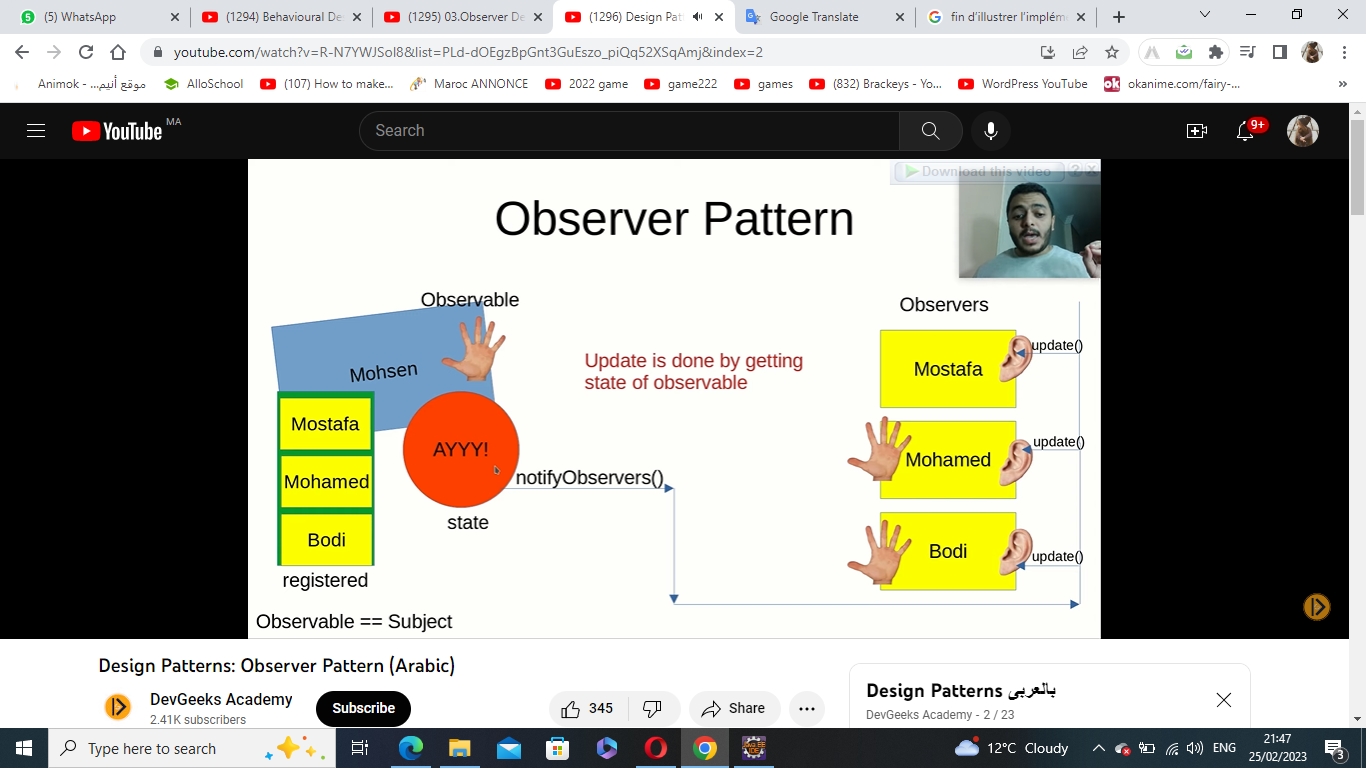 (5) WhatsApp
(1294) Behavioural De
(1295) 03.Observer De
(1296) Design Pat
Google Translate
fin d'illustrer l'implém
youtube.com/watch?v=R-N7YWJSoI8&list=PLd-dOEgzBpGnt3GuEszo_piQq52XSqAmj&index=2
Animok - ...موقع أنيم
AlloSchool
(107) How to make...
Maroc ANNONCE
2022 game
game222
games
(832) Brackeys - Yo...
WordPress YouTube
ok
okanime.com/fairy-...
»
YouTube MA
Search
9+
Download this video ? X
Observer Pattern
Observable
Mohsen
Mostafa
Mohamed
Bodi
registered
AYYY!
state
notifyObservers()
Update is done by getting
state of observable
Observers
Mostafa
update()
Mohamed
update()
Bodi
update()
Observable == Subject
Design Patterns: Observer Pattern (Arabic)
DevGeeks Academy
2.41K subscribers
Subscribe
345
Share
Design Patterns بالعربي
DevGeeks Academy - 2 / 23
Type here to search
12°C Cloudy
ENG
21:47
25/02/2023
3